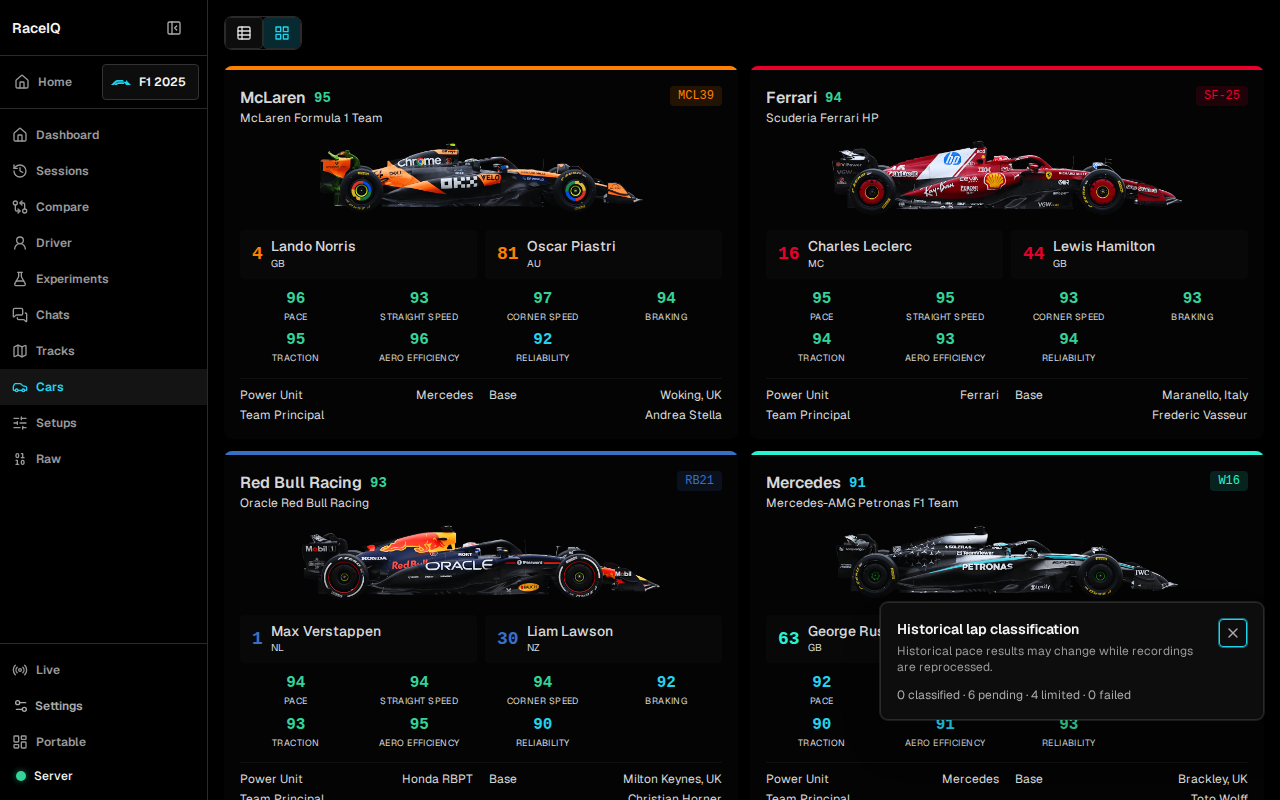 RaceIQ
Home
F1 2025
Dashboard
Sessions
Compare
Driver
Experiments
Chats
Tracks
Cars
Setups
Raw
Live
Settings
Portable
Server
McLaren 95
MCL39
McLaren Formula 1 Team
4 Lando Norris
GB
81 Oscar Piastri
AU
96 93 97 94
PACE STRAIGHT SPEED CORNER SPEED BRAKING
95 96 92
TRACTION AERO EFFICIENCY RELIABILITY
Power Unit Mercedes Base Woking, UK
Team Principal Andrea Stella
Ferrari 94
SF-25
Scuderia Ferrari HP
16 Charles Leclerc
MC
44 Lewis Hamilton
GB
95 95 93 93
PACE STRAIGHT SPEED CORNER SPEED BRAKING
94 93 94
TRACTION AERO EFFICIENCY RELIABILITY
Power Unit Ferrari Base Maranello, Italy
Team Principal Frederic Vasseur
Red Bull Racing 93
RB21
Oracle Red Bull Racing
ORACLE
1 Max Verstappen
NL
30 Liam Lawson
NZ
94 94 94 92
PACE STRAIGHT SPEED CORNER SPEED BRAKING
93 95 90
TRACTION AERO EFFICIENCY RELIABILITY
Power Unit Honda RBPT Base Milton Keynes, UK
Team Principal Christian Horner
Mercedes 91
W16
Mercedes-AMG Petronas F1 Team
PETRONAS
63 George Rus
GB
92
PACE
90 91 93
TRACTION AERO EFFICIENCY RELIABILITY
Power Unit Mercedes Base Brackley, UK
Team Principal Toto Wolff
Historical lap classification
Historical pace results may change while recordings
are reprocessed.
0 classified · 6 pending · 4 limited · 0 failed